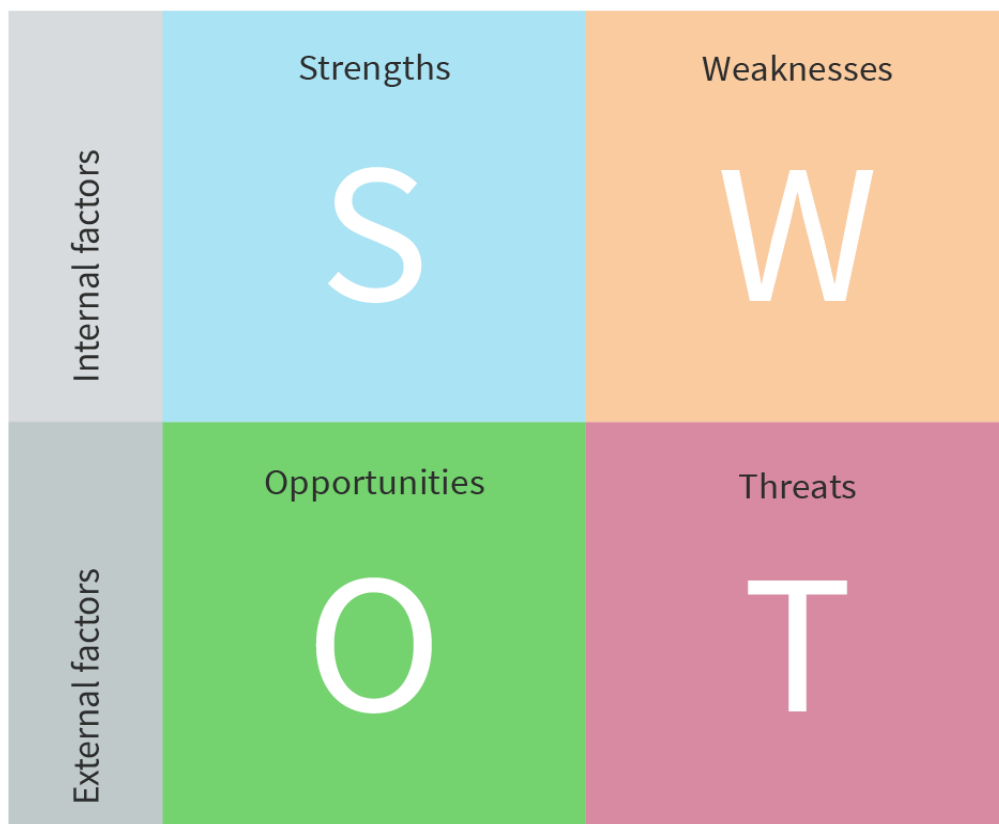 Internal factors
Strengths
S
Weaknesses
W
External factors
Opportunities
O
Threats
T